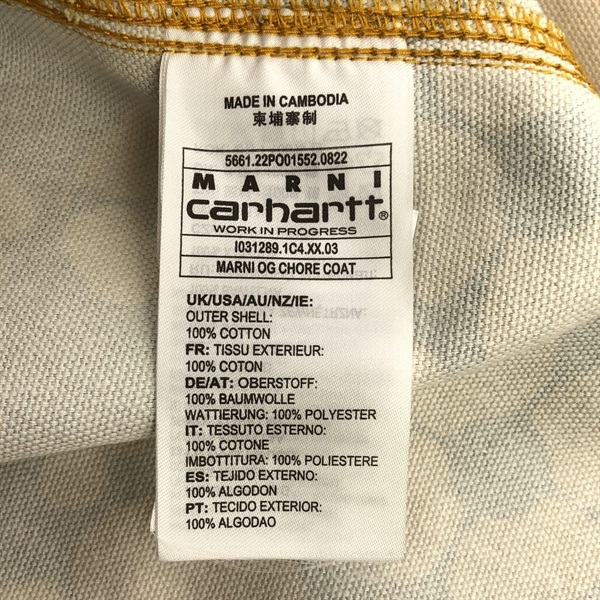 MADE IN CAMBODIA
柬埔寨制
5661.22PO01552.0822
MARNI
carhartt®
WORK IN PROGRESS
I031289.1C4.XX.03
MARNI OG CHORE COAT
UK/USA/AU/NZ/IE:
OUTER SHELL:
100% COTTON
FR: TISSU EXTERIEUR:
100% COTON
DE/AT: OBERSTOFF:
100% BAUMWOLLE
WATTIERUNG: 100% POLYESTER
IT: TESSUTO ESTERNO:
100% COTONE
IMBOTTITURA: 100% POLIESTERE
ES: TEJIDO EXTERNO:
100% ALGODON
PT: TECIDO EXTERIOR:
100% ALGODAO